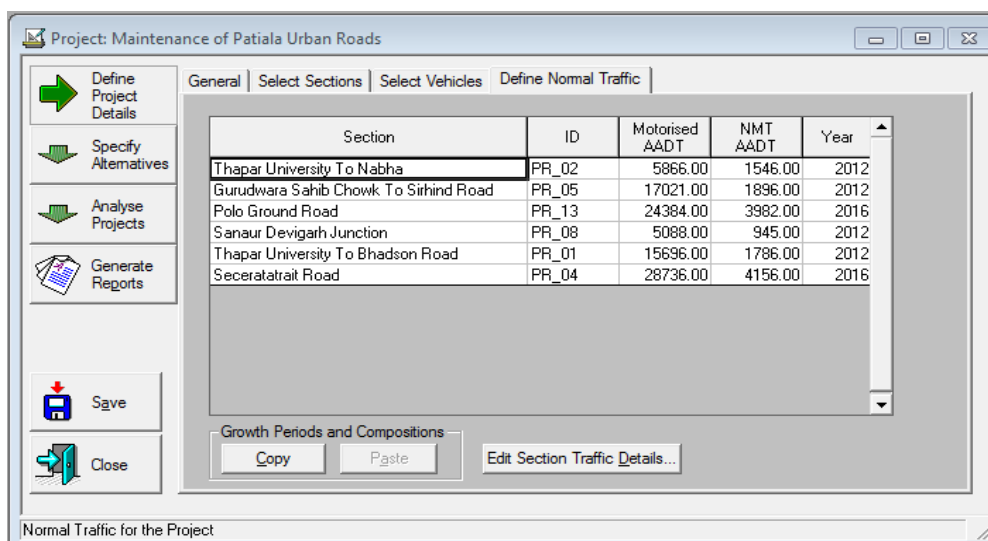 Project: Maintenance of Patiala Urban Roads
Define
Project
Details
Specify
Alternatives
Analyse
Projects
Generate
Reports
Save
Close
General Select Sections Select Vehicles Define Normal Traffic
Section ID Motorised AADT NMT AADT Year
Thapar University To Nabha PR_02 5866.00 1546.00 2012
Gurudwara Sahib Chowk To Sirhind Road PR_05 17021.00 1896.00 2012
Polo Ground Road PR_13 24384.00 3982.00 2016
Sanaur Devigarh Junction PR_08 5088.00 945.00 2012
Thapar University To Bhadson Road PR_01 15696.00 1786.00 2012
Seceratatrait Road PR_04 28736.00 4156.00 2016
Growth Periods and Compositions
Copy Paste Edit Section Traffic Details...
Normal Traffic for the Project